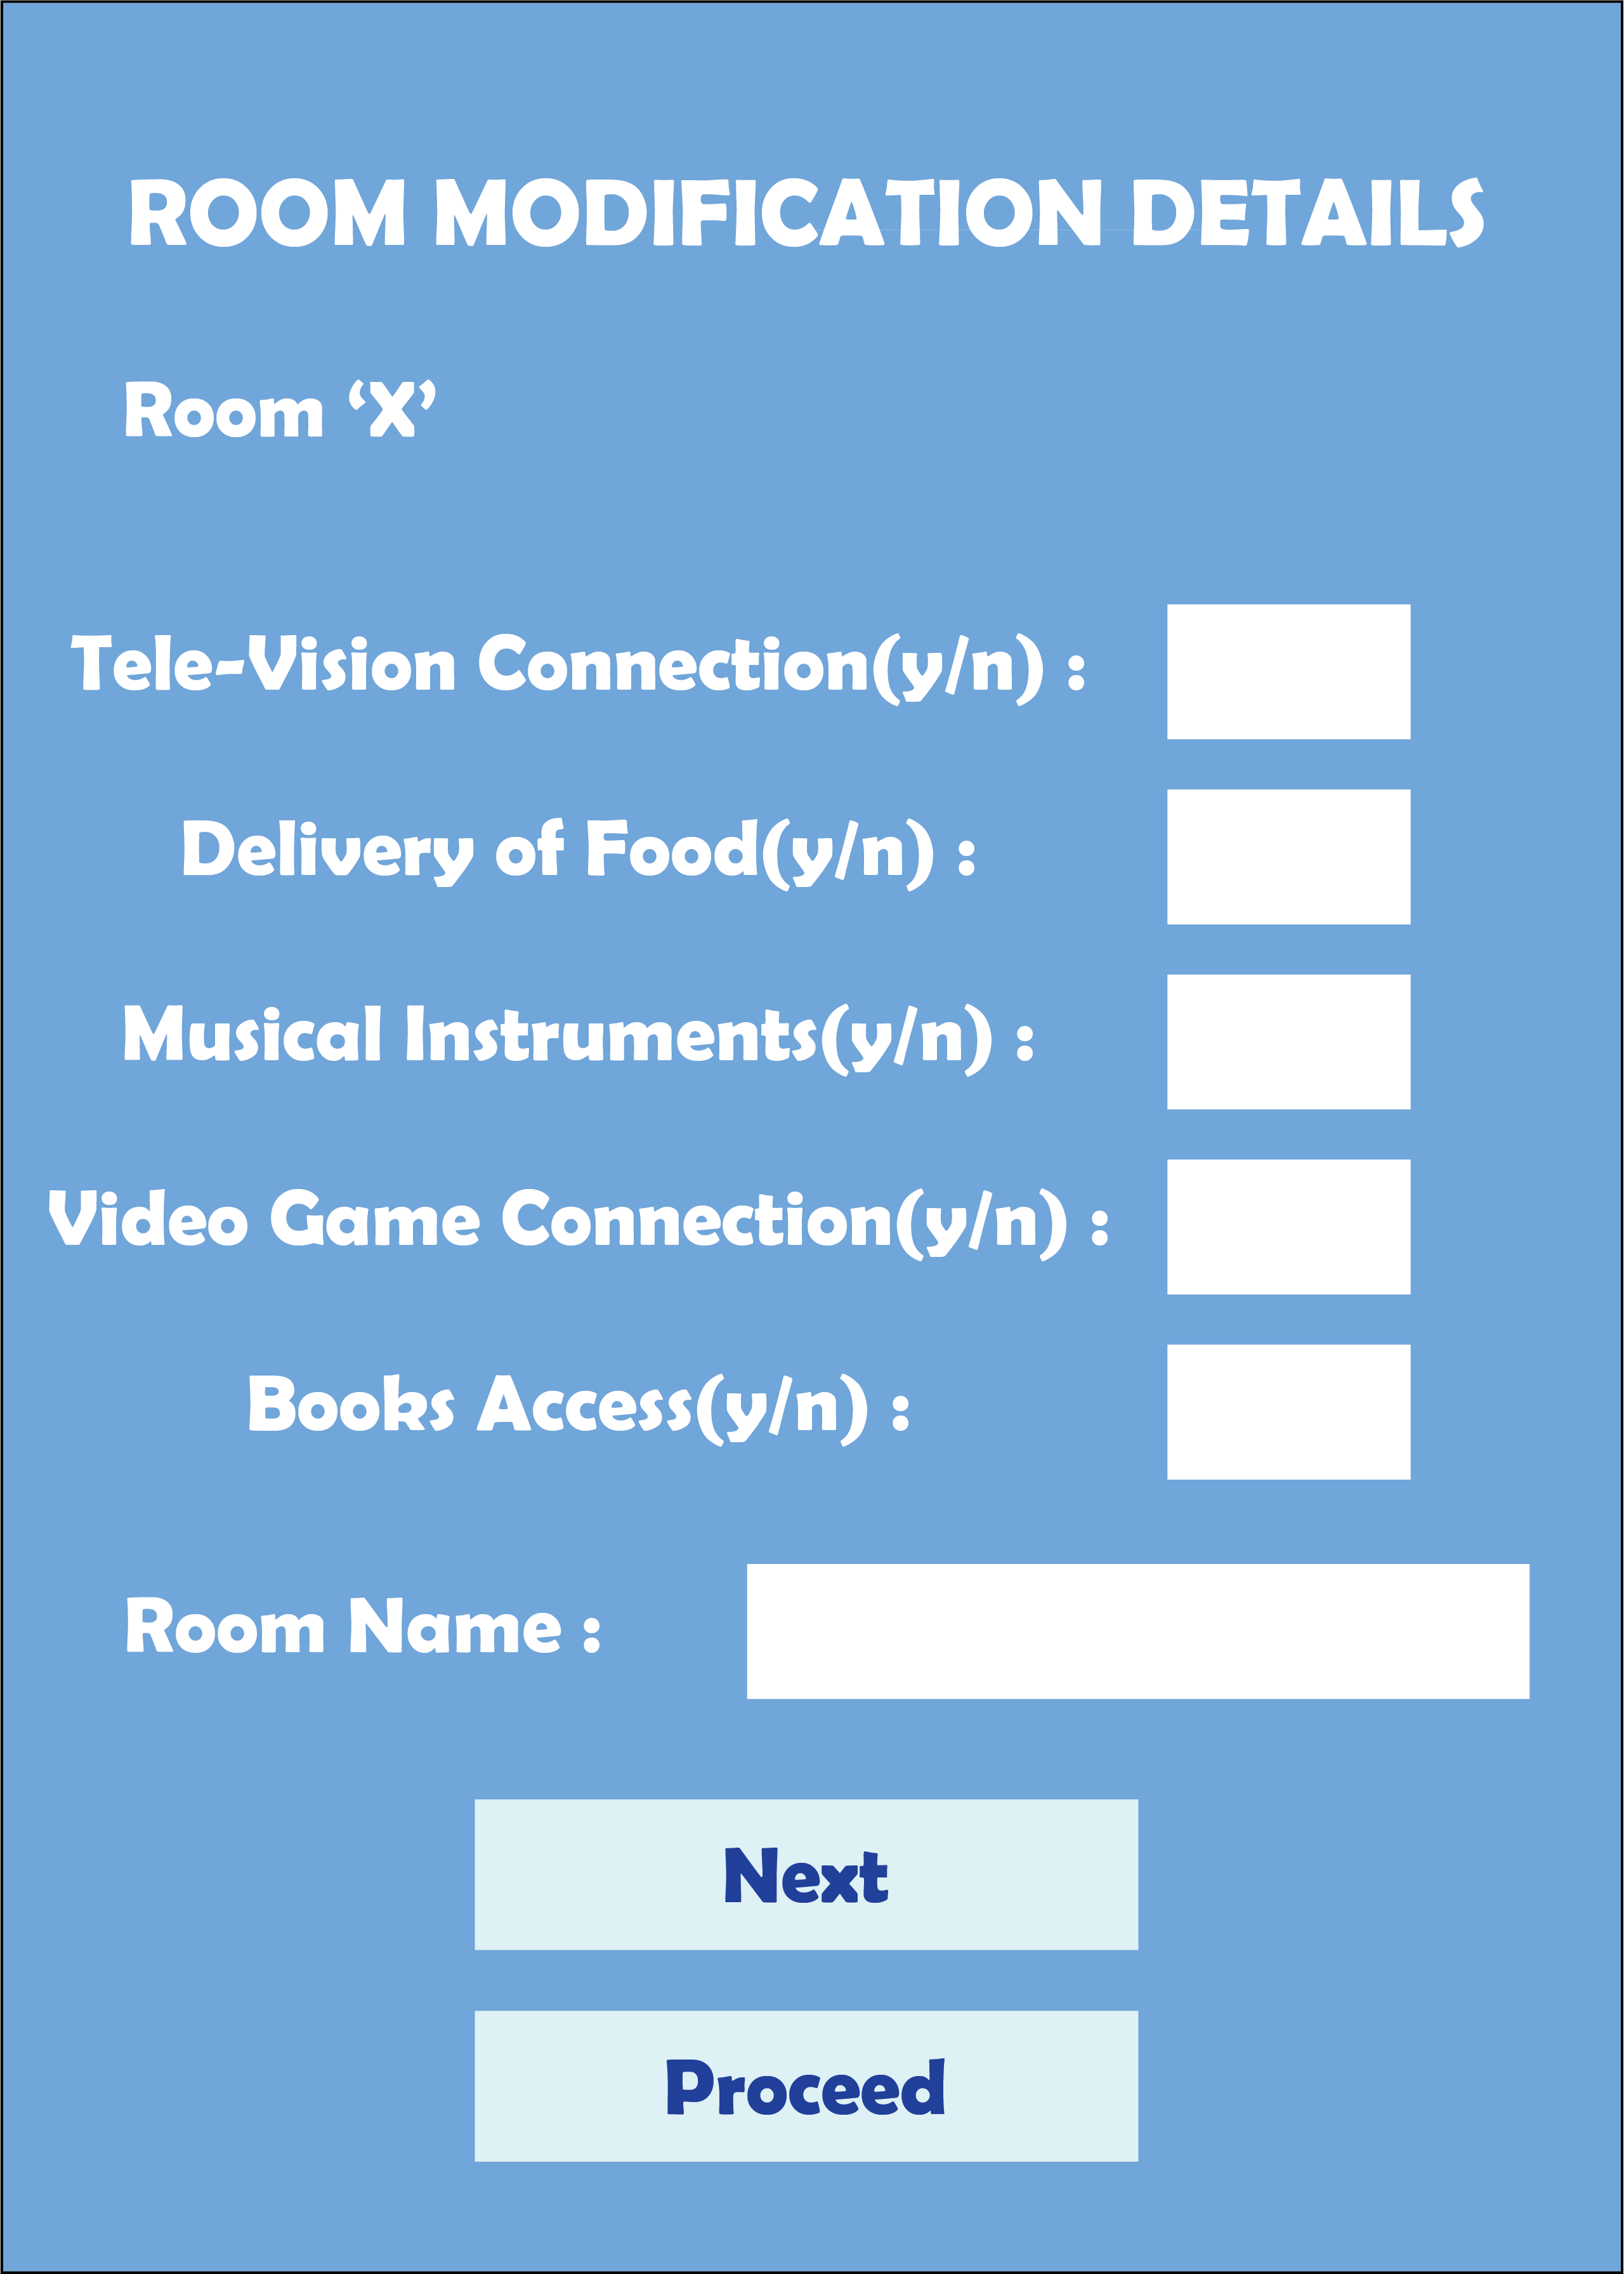 ROOM MODIFICATION DETAILS
Room ‘X’
Tele-Vision Connection(y/n) :
Delivery of Food(y/n) :
Musical Instruments(y/n) :
Video Game Connection(y/n) :
Books Access(y/n) :
Room Name :
Next
Proceed